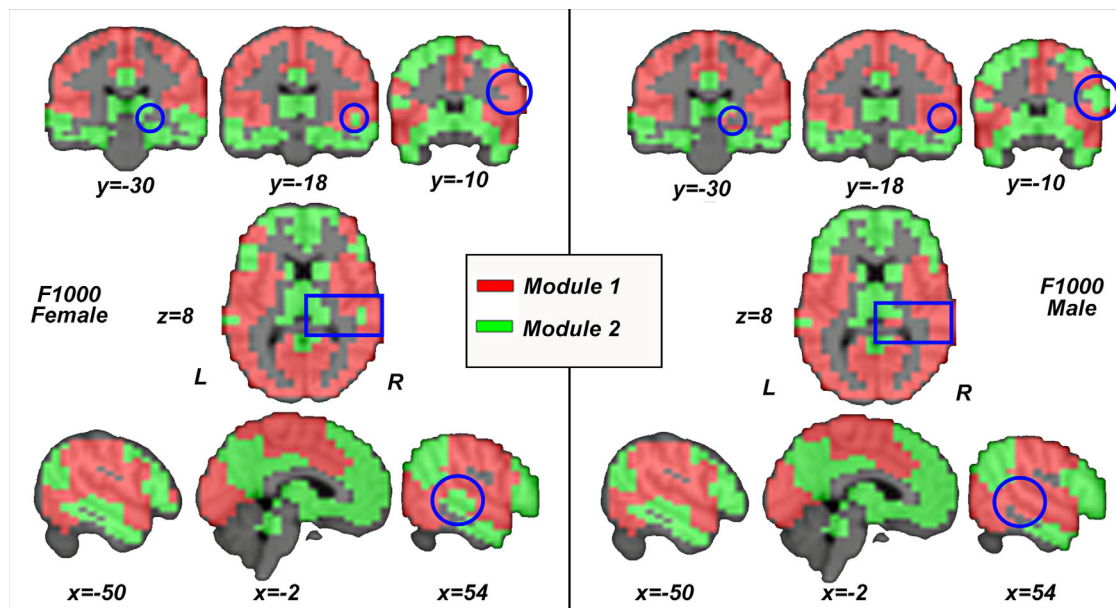 y=-30
y=-18
y=-10
F1000
Female
z=8
L
R
x=-50
x=-2
x=54
Module 1
Module 2
y=-30
y=-18
y=-10
z=8
F1000
Male
L
R
x=-50
x=-2
x=54